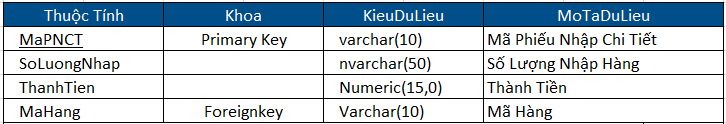 Thuộc Tính Khoa KieuDuLieu MoTaDuLieu
MaPNCT Primary Key varchar(10) Mã Phiếu Nhập Chi Tiết
SoLuongNhap nvarchar(50) Số Lượng Nhập Hàng
ThanhTien Numeric(15,0) Thành Tiền
MaHang Foreignkey Varchar(10) Mã Hàng